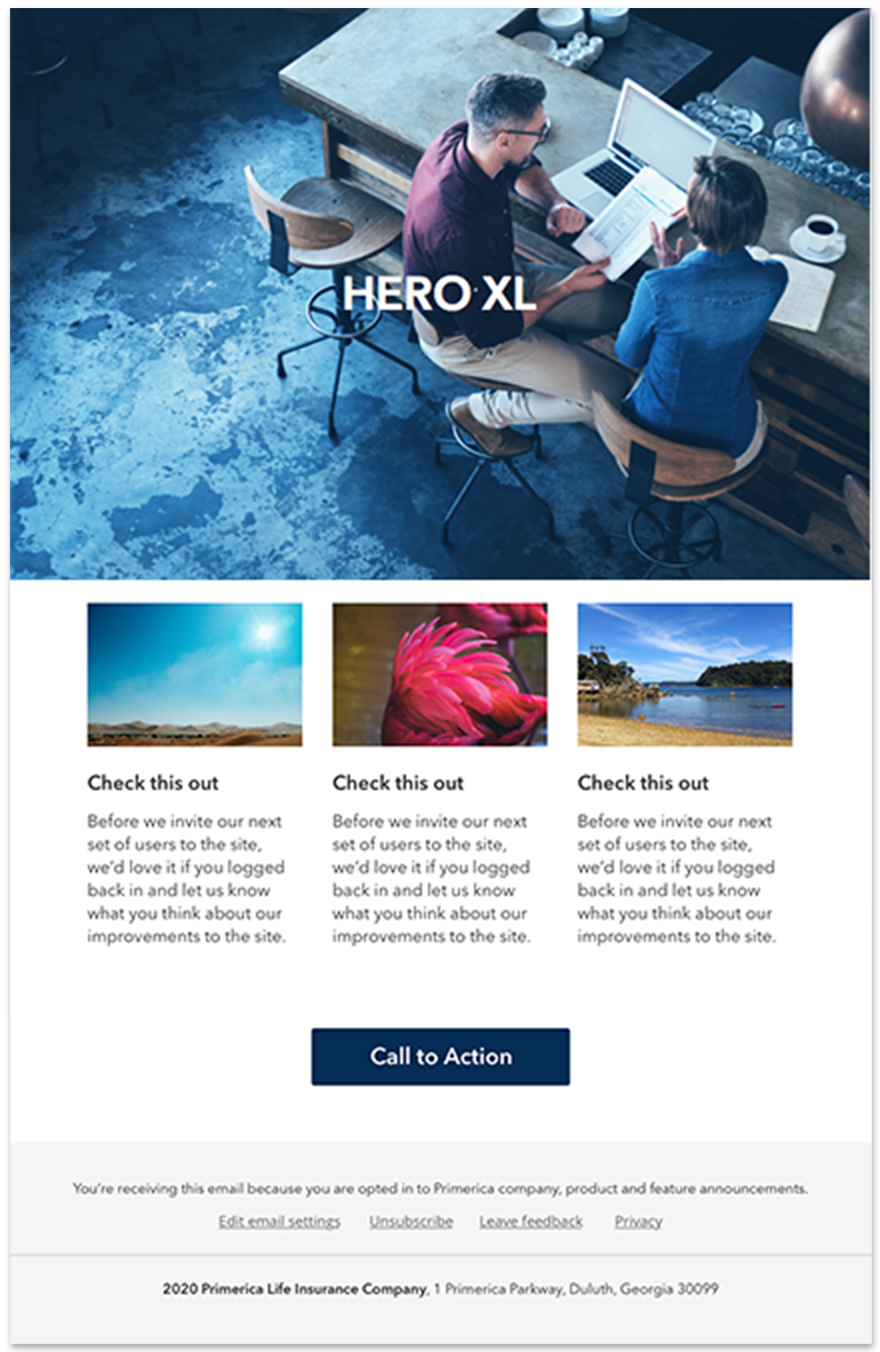 HERO XL
Check this out
Before we invite our next
set of users to the site,
we'd love it if you logged
back in and let us know
what you think about our
improvements to the site.
Check this out
Before we invite our next
set of users to the site,
we'd love it if you logged
back in and let us know
what you think about our
improvements to the site.
Check this out
Before we invite our next
set of users to the site,
we'd love it if you logged
back in and let us know
what you think about our
improvements to the site.
Call to Action
You're receiving this email because you are opted in to Primerica company, product and feature announcements.
Edit email settings Unsubscribe Leave feedback Privacy
2020 Primerica Life Insurance Company, 1 Primerica Parkway, Duluth, Georgia 30099